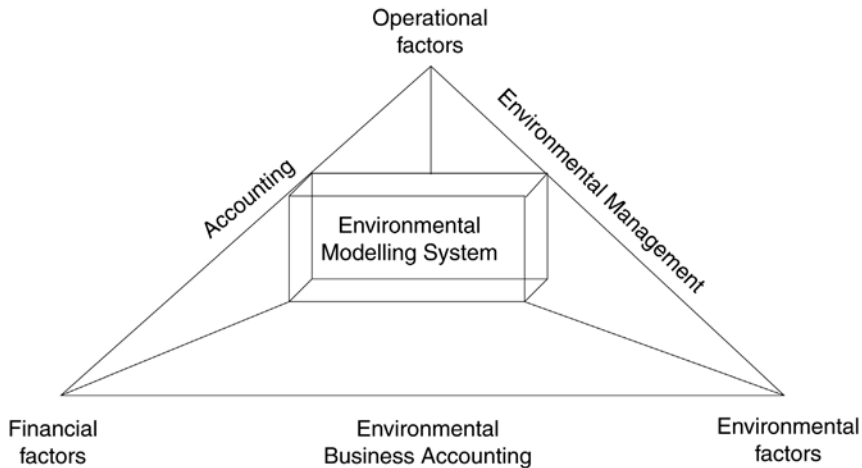 Operational
factors
Accounting
Environmental Management
Environmental
Modelling System
Financial
factors
Environmental
Business Accounting
Environmental
factors